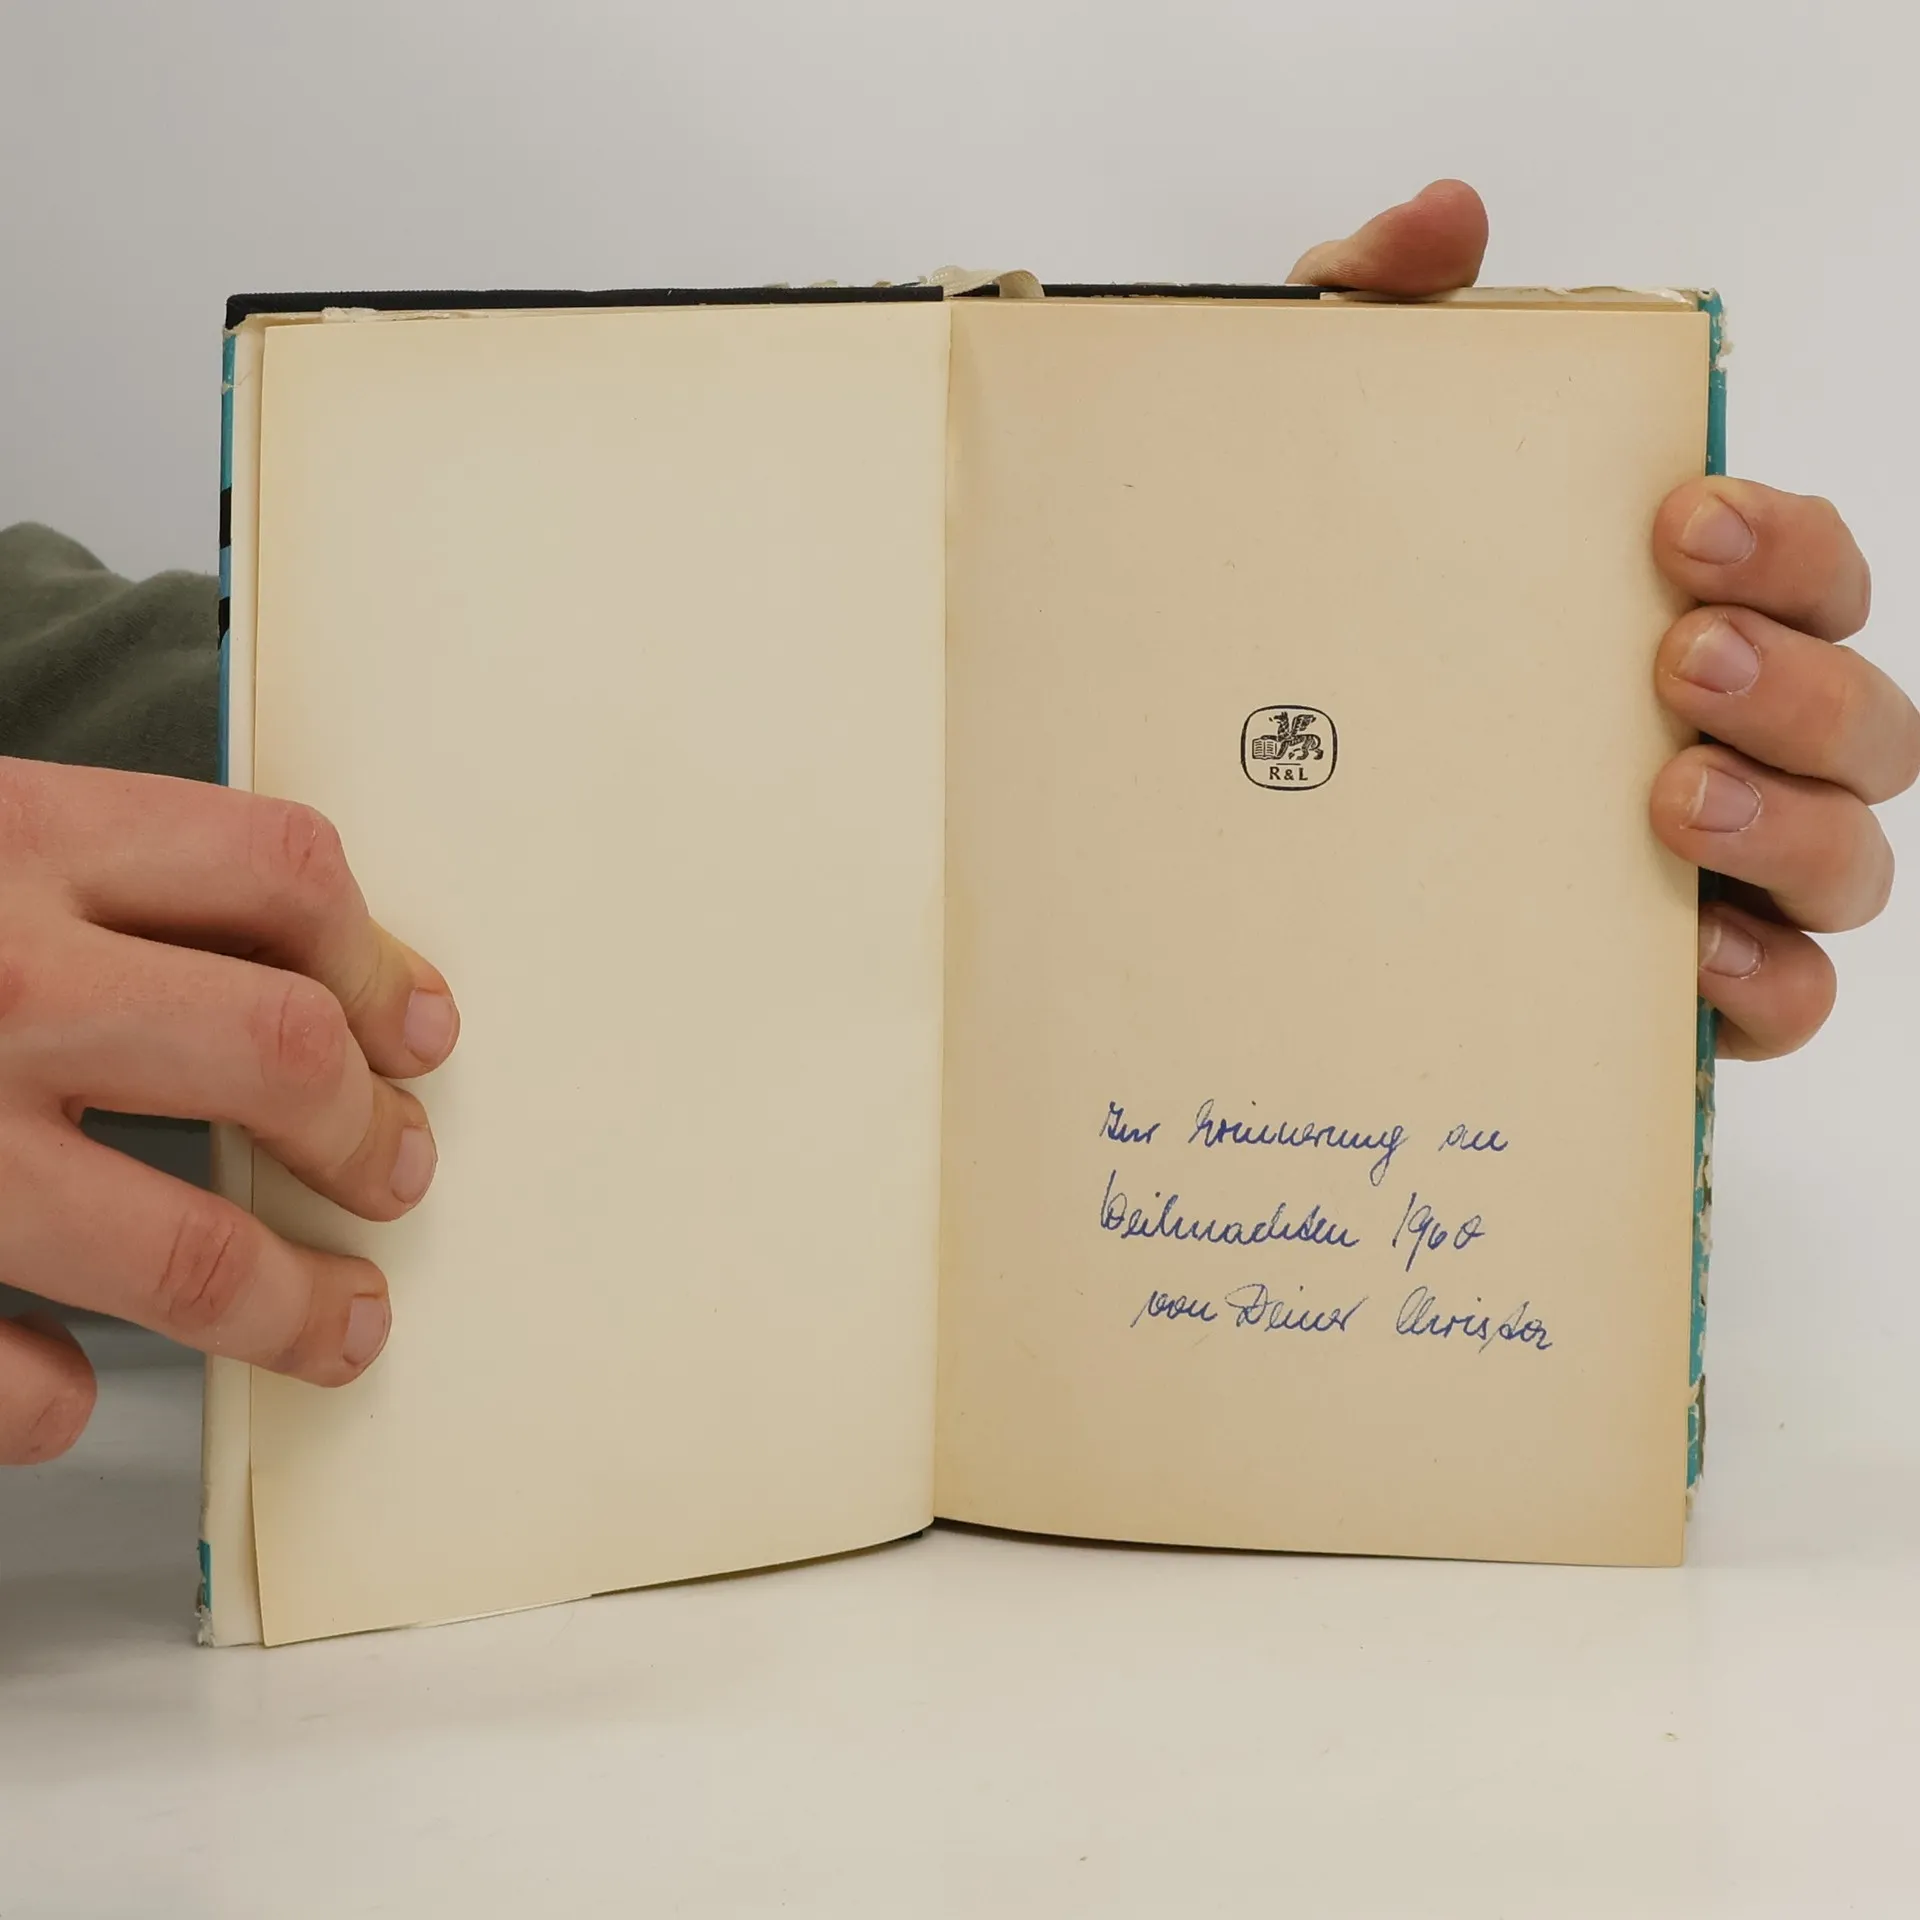 R & L
Zur Erinnerung an
Weihnachten 1960
von Deiner